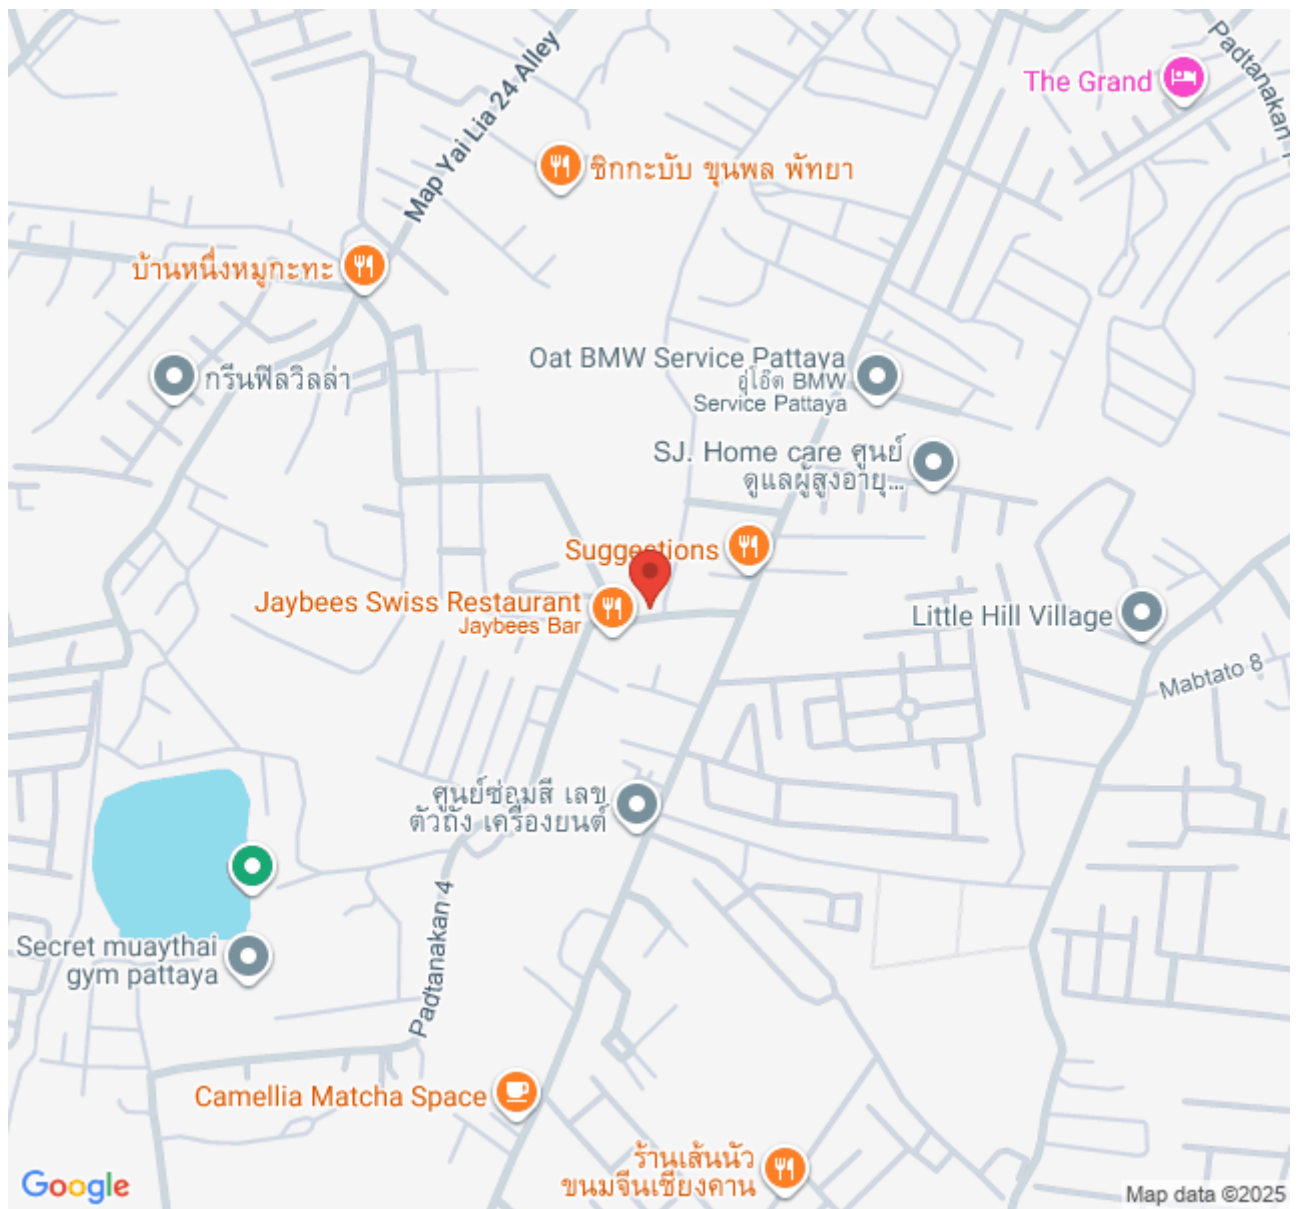 Padtanakan 1
The Grand
Map Yai Lia 24 Alley
ชิกกะบับ ขุนพล พัทยา
บ้านหนึ่งหมูกะทะ
Oat BMW Service Pattaya
อู่โอ๊ต BMW
Service Pattaya
กรีนฟิลวิลล่า
SJ. Home care ศูนย์
ดูแลผู้สูงอายุ...
Suggestions
Jaybees Swiss Restaurant
Jaybees Bar
Little Hill Village
Mabtato 8
ศูนย์ซ่อมสี เลข
ตัวถัง เครื่องยนต์
Padtanakan 4
Secret muaythai
gym pattaya
Camellia Matcha Space
ร้านเส้นนัว
ขนมจีนเชียงคาน
Google
Map data ©2025